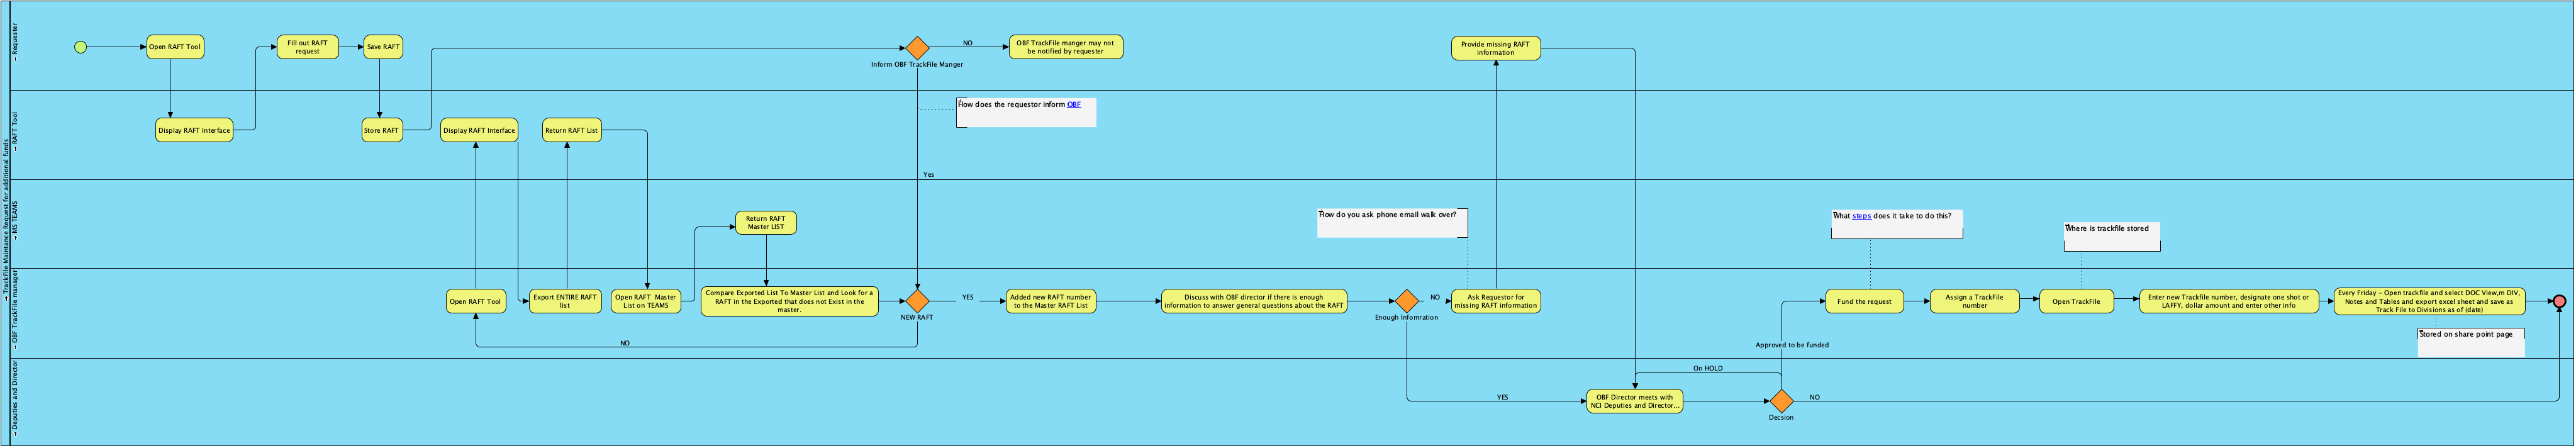 TrackFile Maintance Request for additional funds
Requester
Open RAFT Tool
Fill out RAFT
request
Save RAFT
Inform OBF TrackFile Manger
NO
OBF TrackFile manger may not
be notified by requester
Provide missing RAFT
information
RAFT Tool
Display RAFT Interface
Store RAFT
Display RAFT Interface
Return RAFT List
How does the requestor inform OBF
Yes
MS TEAMS
Return RAFT
Master LIST
How do you ask phone email walk over?
What steps does it take to do this?
Where is trackfile stored
OBF TrackFile manager
Open RAFT Tool
Export ENTIRE RAFT
list
Open RAFT Master
List on TEAMS
Compare Exported List To Master List and Look for a
RAFT in the Exported that does not Exist in the
master.
NEW RAFT
YES
NO
Added new RAFT number
to the Master RAFT List
Discuss with OBF director if there is enough
information to answer general questions about the RAFT
Enough Infomration
NO
Ask Requestor for
missing RAFT information
Fund the request
Assign a TrackFile
number
Open TrackFile
Enter new Trackfile number, designate one shot or
LAFFY, dollar amount and enter other info
Every Friday - Open trackfile and select DOC View,m DIV,
Notes and Tables and export excel sheet and save as
Track File to Divisions as of (date)
Stored on share point page
Approved to be funded
Deputies and Director
YES
OBF Director meets with
NCI Deputies and Director...
On HOLD
Decsion
NO